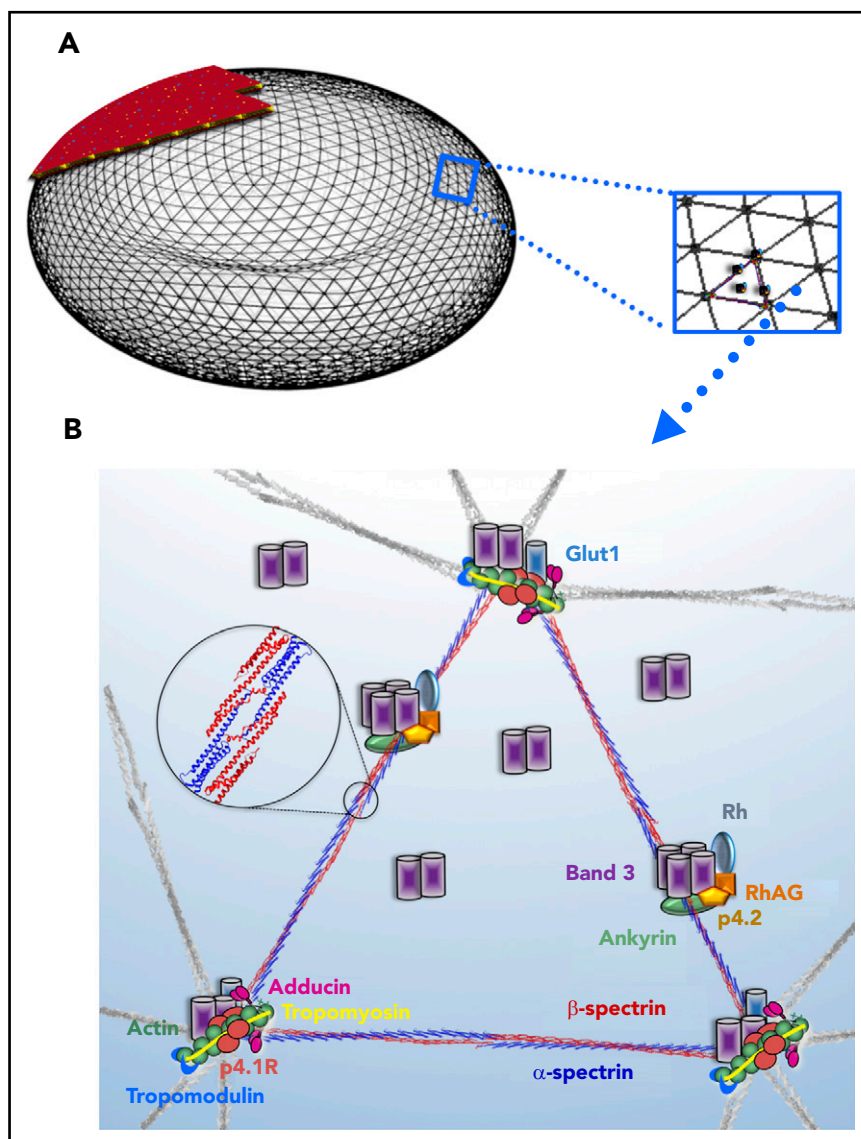 A
B
Glut1
Rh
Band 3
RhAG
p4.2
Ankyrin
Adducin
Tropomyosin
β-spectrin
Actin
p4.1R
α-spectrin
Tropomodulin